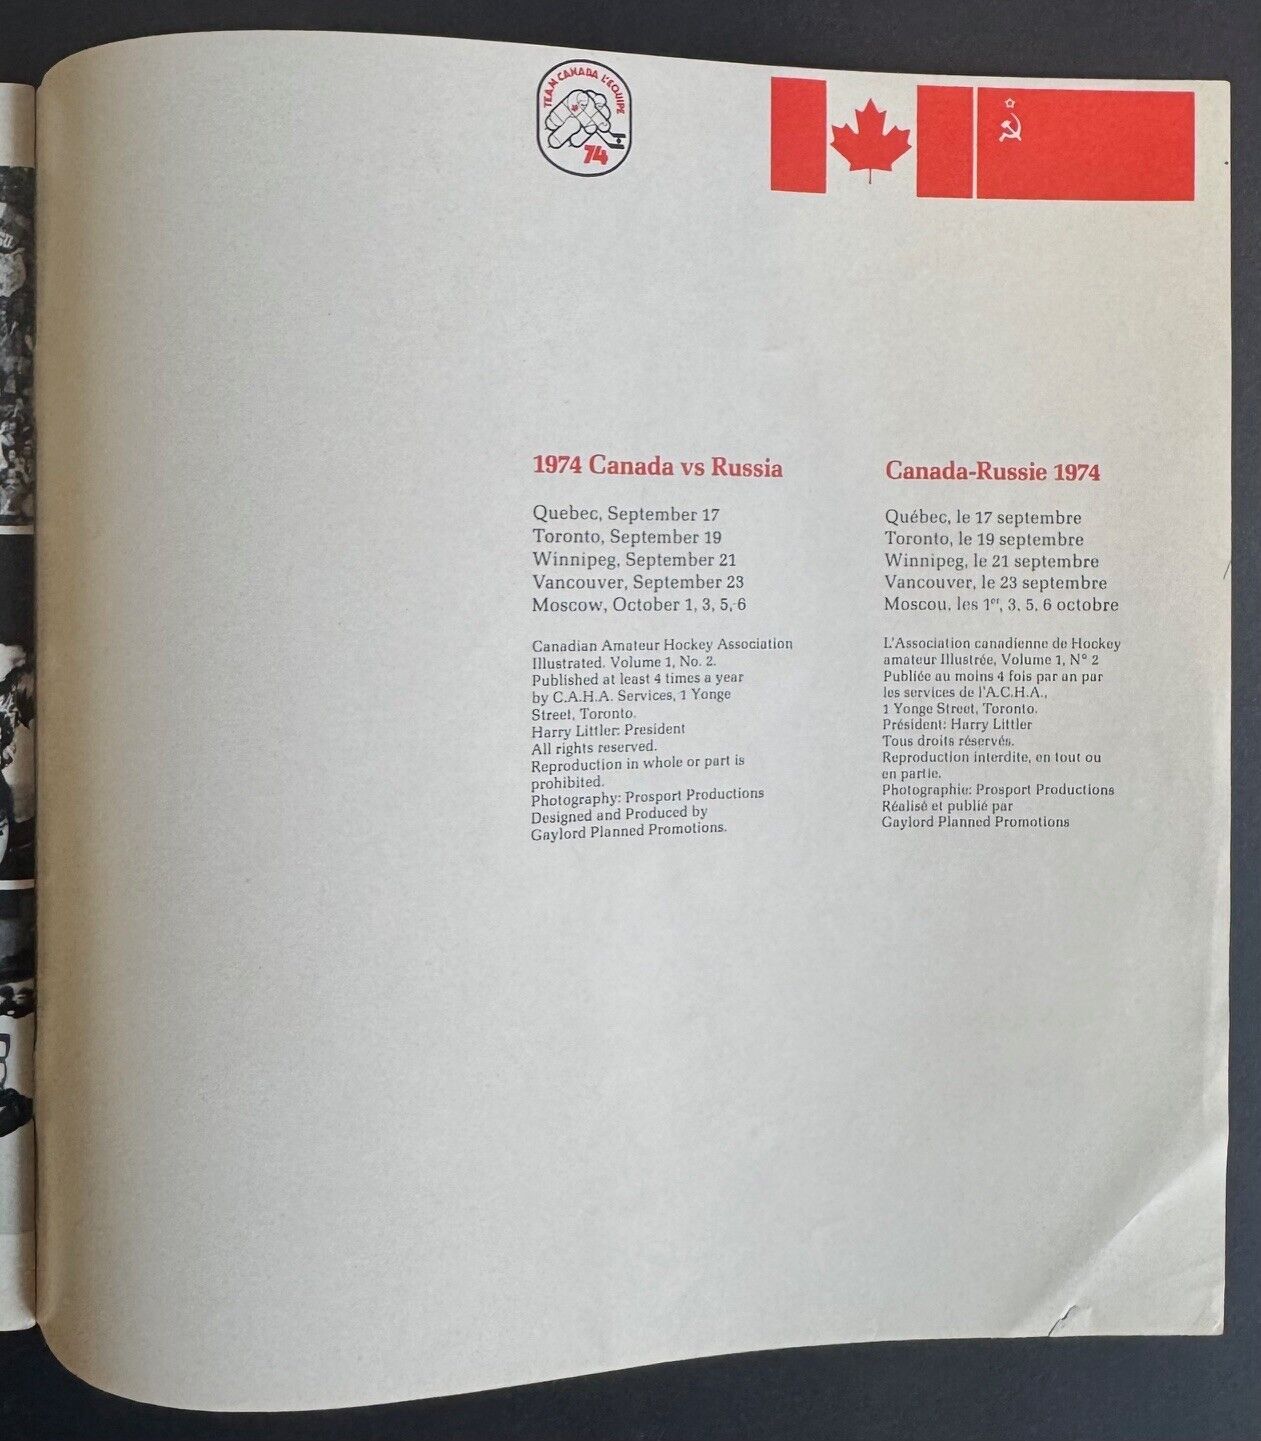 TEAM CANADA L'EQUIPE
74
1974 Canada vs Russia
Quebec, September 17
Toronto, September 19
Winnipeg, September 21
Vancouver, September 23
Moscow, October 1, 3, 5, 6
Canadian Amateur Hockey Association
Illustrated. Volume 1, No. 2.
Published at least 4 times a year
by C.A.H.A. Services, 1 Yonge
Street, Toronto.
Harry Littler: President
All rights reserved.
Reproduction in whole or part is
prohibited.
Photography: Prosport Productions
Designed and Produced by
Gaylord Planned Promotions.
Canada-Russie 1974
Québec, le 17 septembre
Toronto, le 19 septembre
Winnipeg, le 21 septembre
Vancouver, le 23 septembre
Moscou, les 1er, 3, 5, 6 octobre
L'Association canadienne de Hockey
amateur Illustrée, Volume 1, N° 2
Publiée au moins 4 fois par an par
les services de l'A.C.H.A.,
1 Yonge Street, Toronto.
Président: Harry Littler
Tous droits réservés.
Reproduction interdite, en tout ou
en partie.
Photographie: Prosport Productions
Réalisé et publié par
Gaylord Planned Promotions